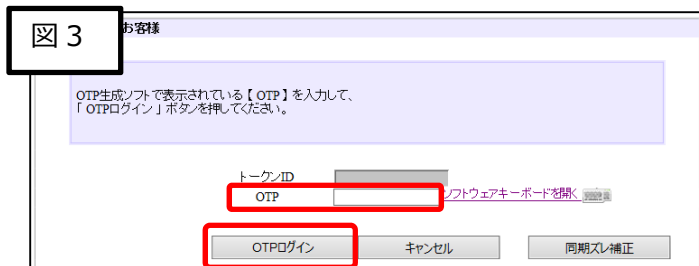 図３
お客様
OTP生成ソフトで表示されている【 OTP 】を入力して、
「 OTPログイン 」ボタンを押してください。
トークンID
OTP
ソフトウェアキーボードを開く
OTPログイン キャンセル 同期ズレ補正